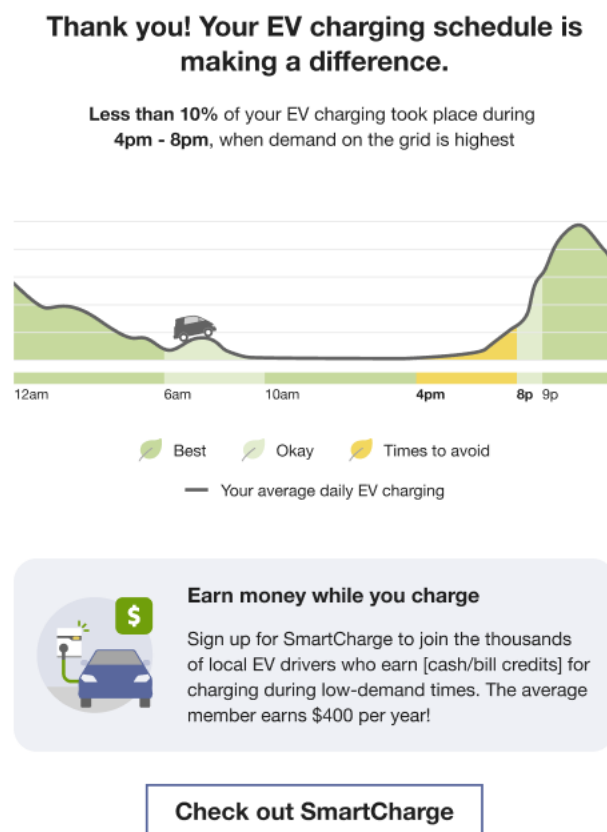 Thank you! Your EV charging schedule is
making a difference.
Less than 10% of your EV charging took place during
4pm - 8pm, when demand on the grid is highest
12am 6am 10am 4pm 8p 9p
Best Okay Times to avoid
Your average daily EV charging
$
Earn money while you charge
Sign up for SmartCharge to join the thousands
of local EV drivers who earn [cash/bill credits] for
charging during low-demand times. The average
member earns $400 per year!
Check out SmartCharge